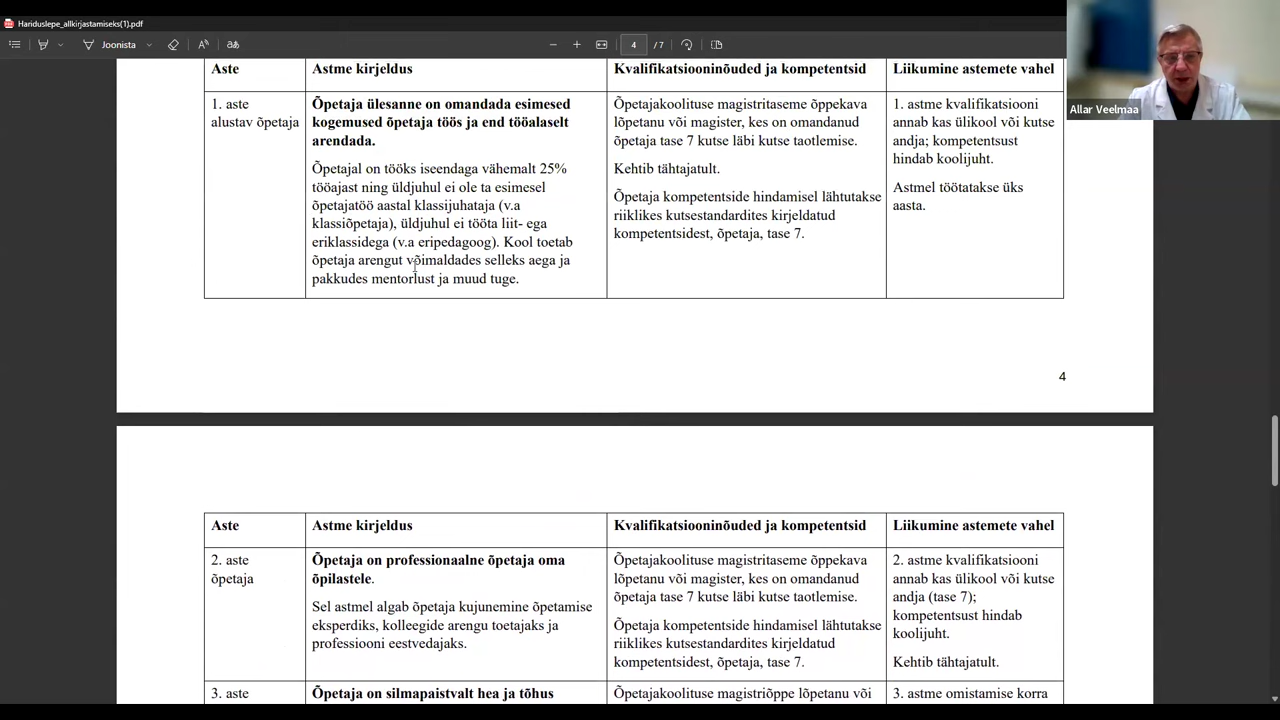 Hariduslepe_allkirjastamiseks(1).pdf
Joonista
4 / 7
Allar Veelmaa
Aste
Astme kirjeldus
Kvalifikatsiooninõuded ja kompetentsid
Liikumine astemete vahel
1. aste
alustav õpetaja
Õpetaja ülesanne on omandada esimesed
kogemused õpetaja töös ja end tööalaselt
arendada.
Õpetajal on tööks iseendaga vähemalt 25%
tööajast ning üldjuhul ei ole ta esimesel
õpetajatöö aastal klassijuhataja (v.a
klassiõpetaja), üldjuhul ei tööta liit- ega
eriklassidega (v.a eripedagoog). Kool toetab
õpetaja arengut võimaldades selleks aega ja
pakkudes mentorlust ja muud tuge.
Õpetajakoolituse magistritaseme õppekava
lõpetanu või magister, kes on omandanud
õpetaja tase 7 kutse läbi kutse taotlemise.
Kehtib tähtajatult.
Õpetaja kompetentside hindamisel lähtutakse
riiklikes kutsestandardites kirjeldatud
kompetentsidest, õpetaja, tase 7.
1. astme kvalifikatsiooni
annab kas ülikool või kutse
andja; kompetentsust
hindab koolijuht.
Astmel töötatakse üks
aasta.
4
Aste
Astme kirjeldus
Kvalifikatsiooninõuded ja kompetentsid
Liikumine astemete vahel
2. aste
õpetaja
Õpetaja on professionaalne õpetaja oma
õpilastele.
Sel astmel algab õpetaja kujunemine õpetamise
eksperdiks, kolleegide arengu toetajaks ja
professiooni eestvedajaks.
Õpetajakoolituse magistritaseme õppekava
lõpetanu või magister, kes on omandanud
õpetaja tase 7 kutse läbi kutse taotlemise.
Õpetaja kompetentside hindamisel lähtutakse
riiklikes kutsestandardites kirjeldatud
kompetentsidest, õpetaja, tase 7.
2. astme kvalifikatsiooni
annab kas ülikool või kutse
andja (tase 7);
kompetentsust hindab
koolijuht.
Kehtib tähtajatult.
3. aste
Õpetaja on silmapaistvalt hea ja tõhus
Õpetajakoolituse magistriõppe lõpetanu või
3. astme omistamise korra